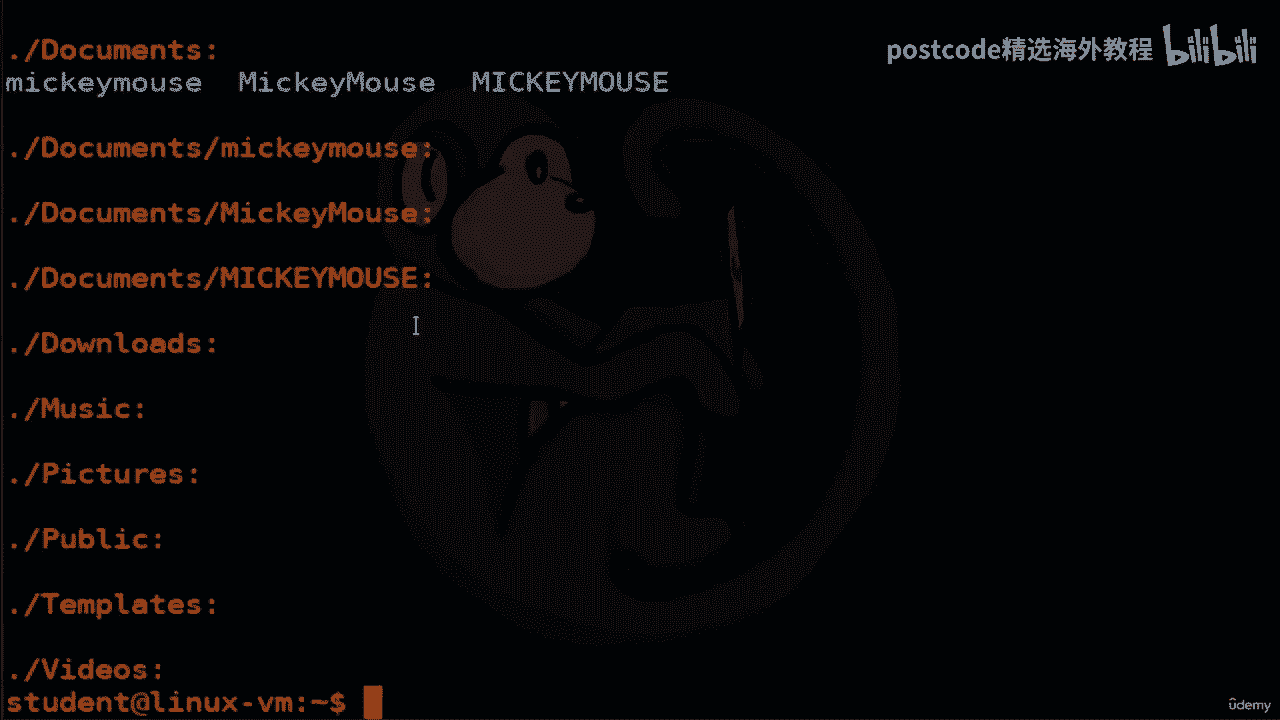 ./Documents:
postcode精选海外教程 bilibili
mickeymouse  MickeyMouse  MICKEYMOUSE
./Documents/mickeymouse:
./Documents/MickeyMouse:
./Documents/MICKEYMOUSE:
./Downloads:
./Music:
./Pictures:
./Public:
./Templates:
./Videos:
student@linux-vm:~$
ûdemy